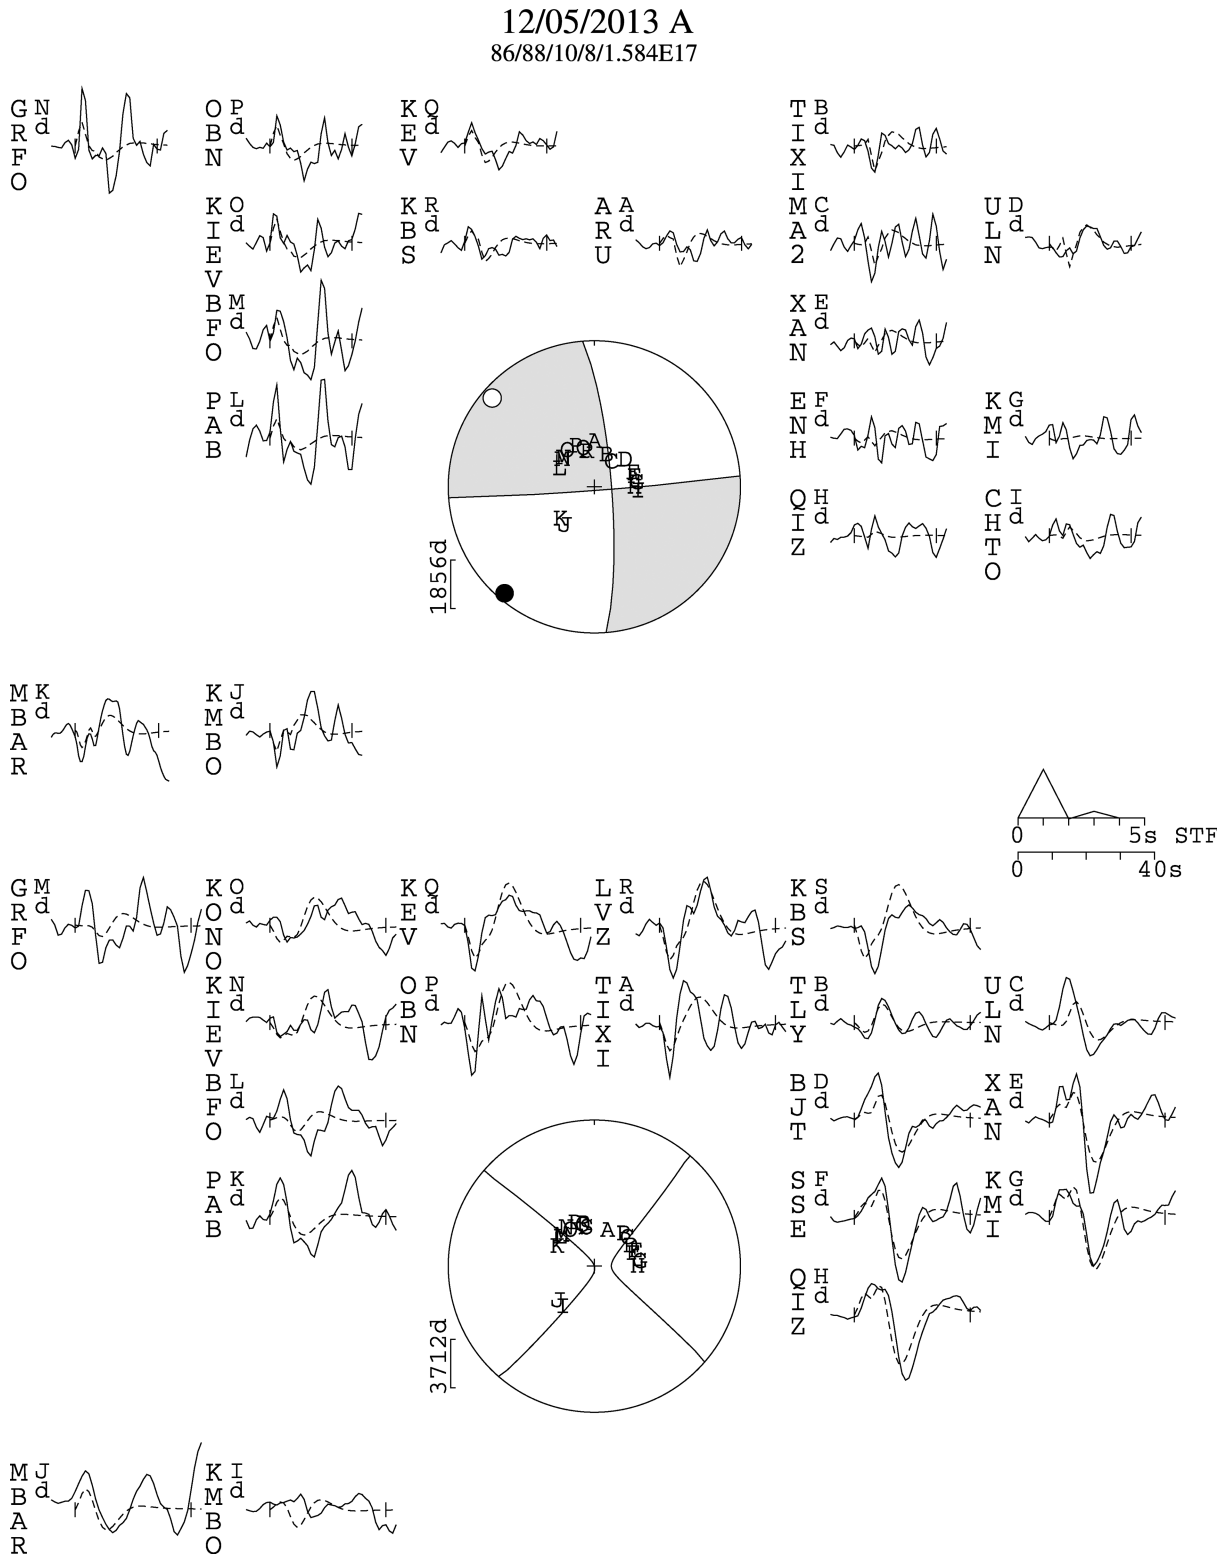 12/05/2013 A
86/88/10/8/1.584E17
GRFO N d
OBN P d
KEV Q d
TIXI B d
KIEV O d
KBS R d
ARU A d
MA2 C d
ULN D d
BFO M d
XAN E d
PAB L d
ENH F d
KMI G d
QIZ H d
CHTO I d
1856d
MBAR K d
KMBO J d
0 5s STF
0 40s
GRFO M d
KONO O d
KEV Q d
LVZ R d
KBS S d
KIEV N d
OBN P d
TIXI A d
TLY B d
ULN C d
BFO L d
BJT D d
XAN E d
PAB K d
SSE F d
KMI G d
QIZ H d
3712d
MBAR J d
KMBO I d